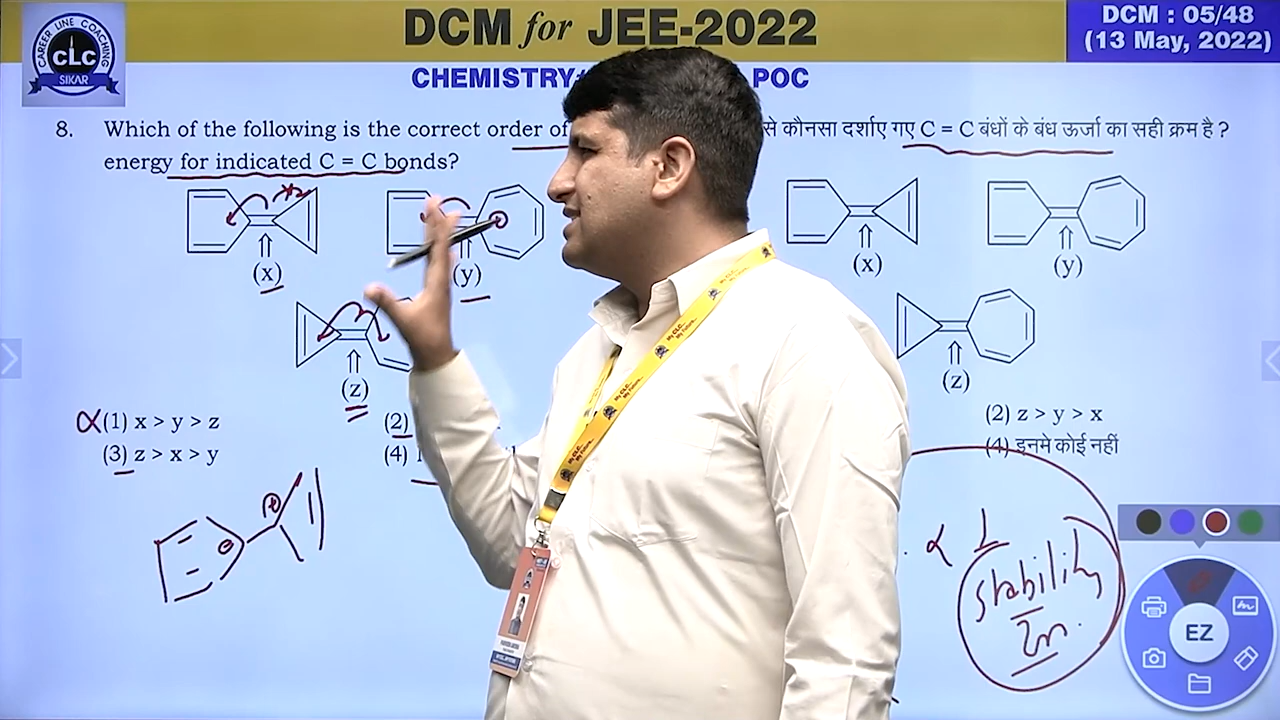 DCM for JEE-2022
DCM : 05/48
(13 May, 2022)
CAREER LINE COACHING
CLC
SIKAR
CHEMISTRY
POC
8. Which of the following is the correct order of
energy for indicated C = C bonds?
से कौनसा दर्शाए गए C = C बंधों के बंध ऊर्जा का सही क्रम है ?
(x)
(y)
(z)
(x)
(y)
(z)
(1) x > y > z
(2)
(3) z > x > y
(4)
(2) z > y > x
(4) इनमे कोई नहीं
α 1
stability
Im.
EZ